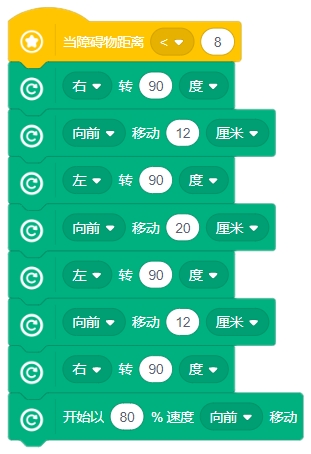 当障碍物距离 < 8
右 转 90 度
向前 移动 12 厘米
左 转 90 度
向前 移动 20 厘米
左 转 90 度
向前 移动 12 厘米
右 转 90 度
开始以 80 % 速度 向前 移动